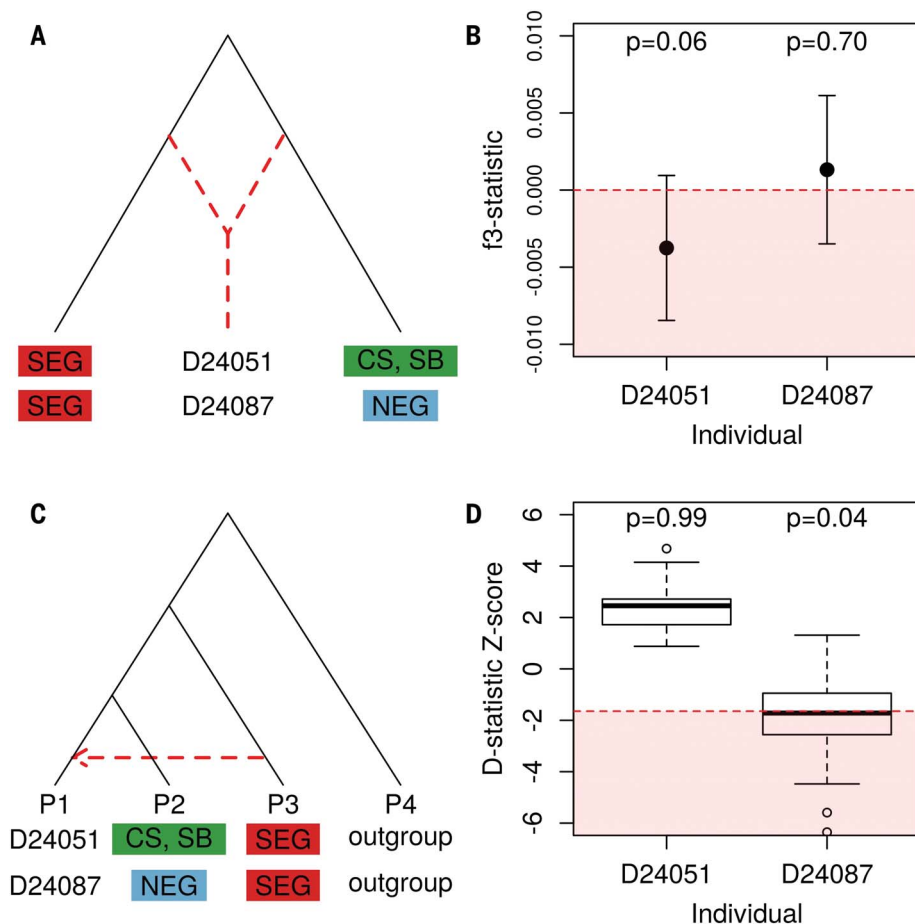 A
SEG D24051 CS, SB
SEG D24087 NEG
B
p=0.06 p=0.70
f3-statistic
0.010
0.005
0.000
-0.005
-0.010
D24051 D24087
Individual
C
P1 P2 P3 P4
D24051 CS, SB SEG outgroup
D24087 NEG SEG outgroup
D
p=0.99 p=0.04
D-statistic Z-score
6
4
2
0
-2
-4
-6
D24051 D24087
Individual